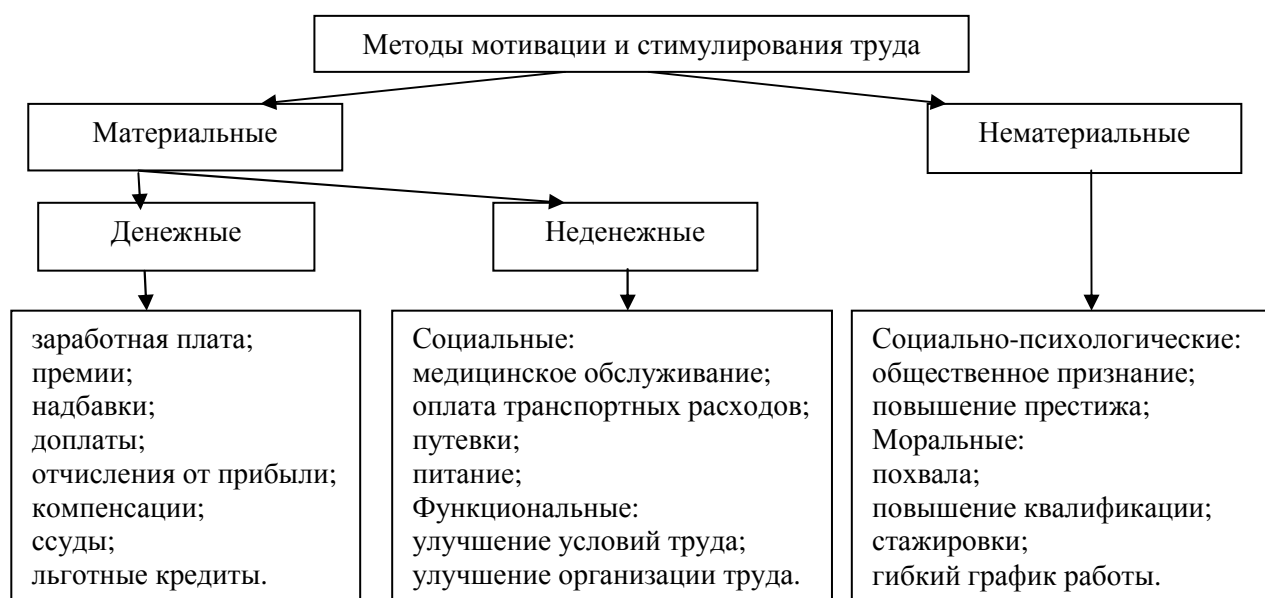 Методы мотивации и стимулирования труда
Материальные
Нематериальные
Денежные
Неденежные
заработная плата;
премии;
надбавки;
доплаты;
отчисления от прибыли;
компенсации;
ссуды;
льготные кредиты.
Социальные:
медицинское обслуживание;
оплата транспортных расходов;
путевки;
питание;
Функциональные:
улучшение условий труда;
улучшение организации труда.
Социально-психологические:
общественное признание;
повышение престижа;
Моральные:
похвала;
повышение квалификации;
стажировки;
гибкий график работы.